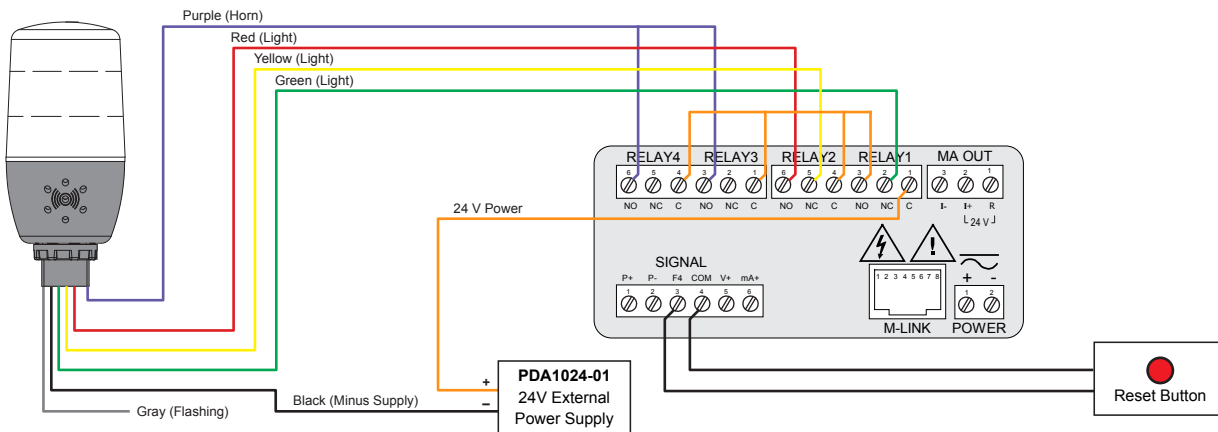 Purple (Horn)
Red (Light)
Yellow (Light)
Green (Light)
RELAY4 RELAY3 RELAY2 RELAY1 MA OUT
6 5 4 3 2 1 6 5 4 3 2 1 3 2 1
NO NC C NO NC C NO NC C NO NC C I- I+ R
24 V
24 V Power
SIGNAL
P+ P- F4 COM V+ mA+
1 2 3 4 5 6
1 2 3 4 5 6 7 8
M-LINK
+ -
1 2
POWER
+
–
PDA1024-01
24V External
Power Supply
Reset Button
Black (Minus Supply)
Gray (Flashing)